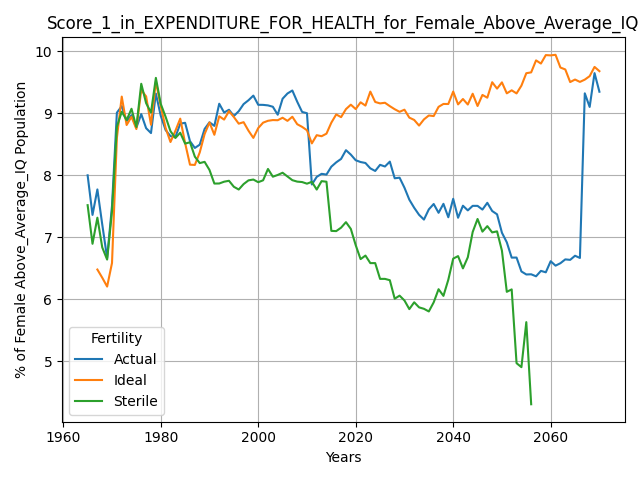 Score_1_in_EXPENDITURE_FOR_HEALTH_for_Female_Above_Average_IQ
% of Female Above_Average_IQ Population
10
9
8
7
6
5
Fertility
Actual
Ideal
Sterile
1960 1980 2000 2020 2040 2060
Years